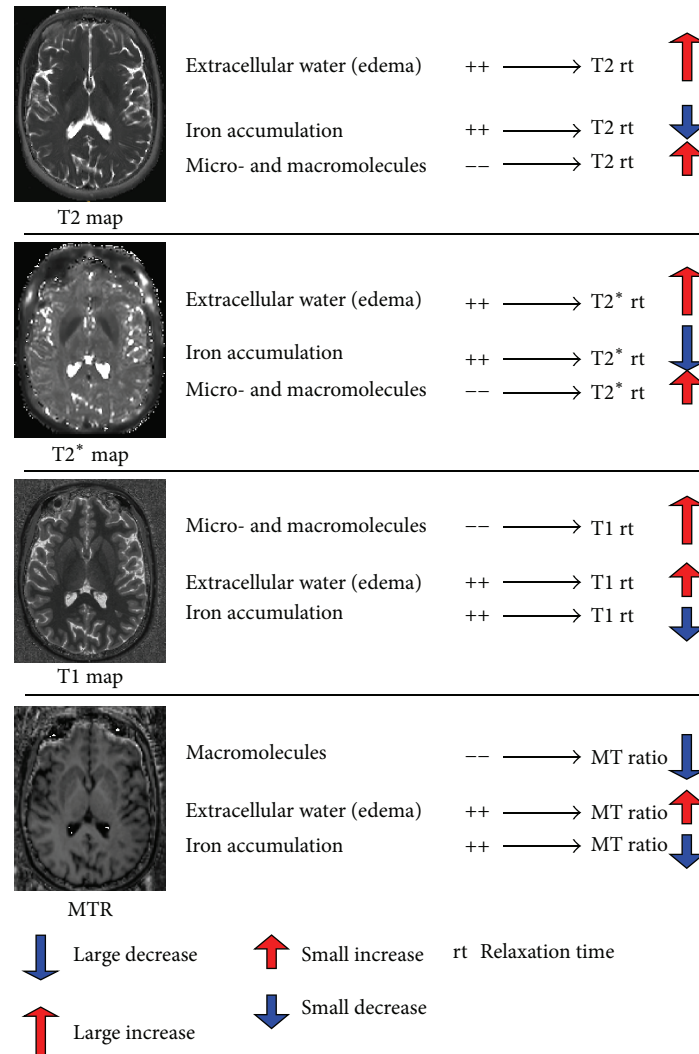 Extracellular water (edema) ++ T2 rt
Iron accumulation ++ T2 rt
Micro- and macromolecules −− T2 rt
T2 map
Extracellular water (edema) ++ T2* rt
Iron accumulation ++ T2* rt
Micro- and macromolecules −− T2* rt
T2* map
Micro- and macromolecules −− T1 rt
Extracellular water (edema) ++ T1 rt
Iron accumulation ++ T1 rt
T1 map
Macromolecules −− MT ratio
Extracellular water (edema) ++ MT ratio
Iron accumulation ++ MT ratio
MTR
Large decrease Small increase rt Relaxation time
Large increase Small decrease